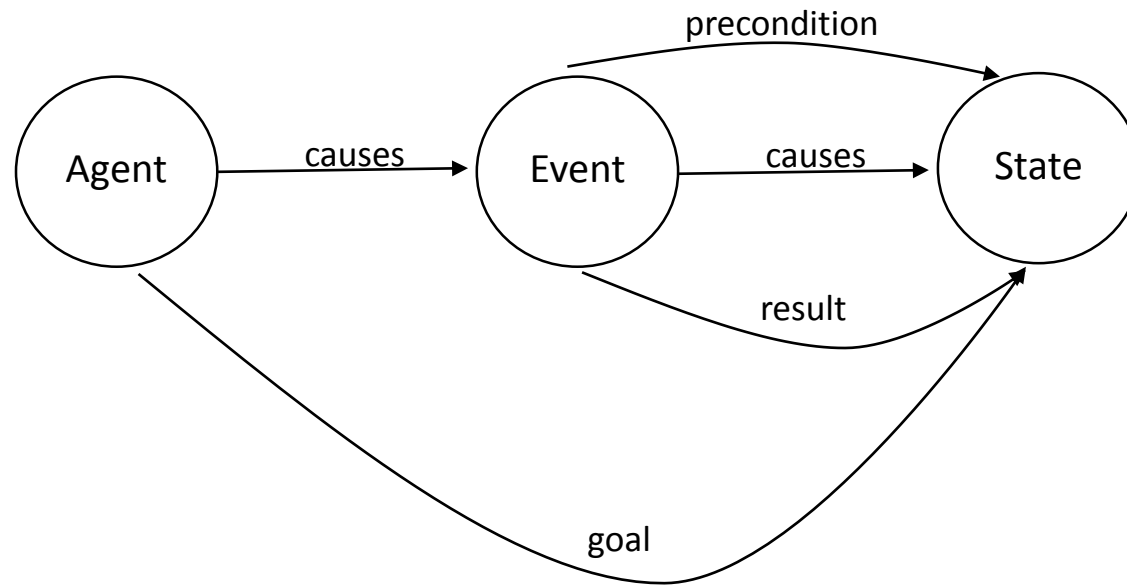 precondition
Agent
causes
Event
causes
State
result
goal